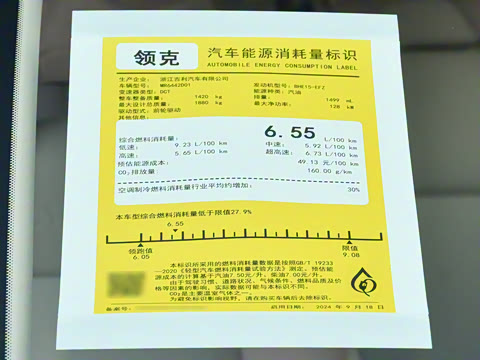 领克
汽车能源消耗量标识
AUTOMOBILE ENERGY CONSUMPTION LABEL
生产企业: 浙江吉利汽车有限公司
车辆型号: MR6442D01 发动机型号: BHE15-EFZ
变速器类型: DCT 能源种类: 汽油
整车整备质量: 1420 kg 排量: 1499 mL
最大设计总质量: 1880 kg 最大净功率: 128 kW
驱动型式: 前轮驱动
其他信息:
综合燃料消耗量: 6.55 L/100 km
低速: 9.23 L/100 km 中速: 5.92 L/100 km
高速: 5.65 L/100 km 超高速: 6.73 L/100 km
预估能源成本: 49.13 元/100 km
CO₂排放量 160.00 g/km
空调制冷燃料消耗量行业平均约增加: 30%
本车型综合燃料消耗量低于限值27.9%
6.55
领跑值 限值
6.05 9.08
本标识所采用的燃料消耗量数据是按照GB/T 19233
—2020《轻型汽车燃料消耗量试验方法》测定。预估能
源成本的计算基于汽油7.50元/升, 柴油7.00元/升。
由于驾驶习惯、道路状况、气候条件、燃料品质及价
格等因素的影响, 实际数据可能与本标识不同。
CO₂是主要温室气体之一。
为避免标识影响视野, 请在购买车辆后去除标识。
备案号: 启用日期: 2024 年 9 月 18 日